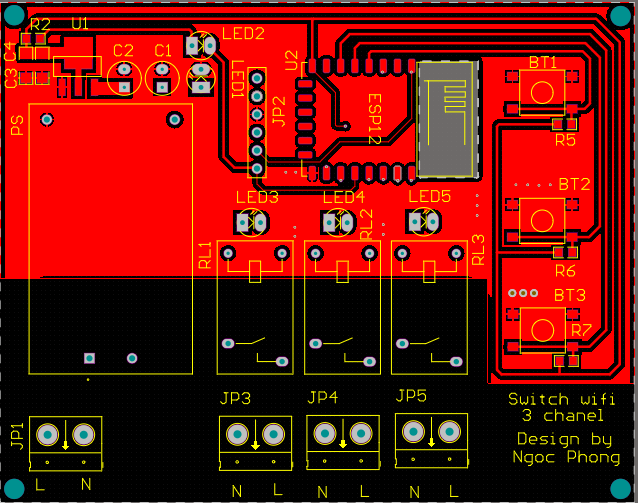 R2
U1
LED2
C4
C3
C2
C1
LED1
U2
JP2
ESP12
BT1
R5
PS
BT2
R6
LED3
LED4
LED5
RL1
RL2
RL3
BT3
R7
JP3
JP4
JP5
Switch wifi
3 chanel
Design by
Ngoc Phong
JP1
L N
N L
N L
N L